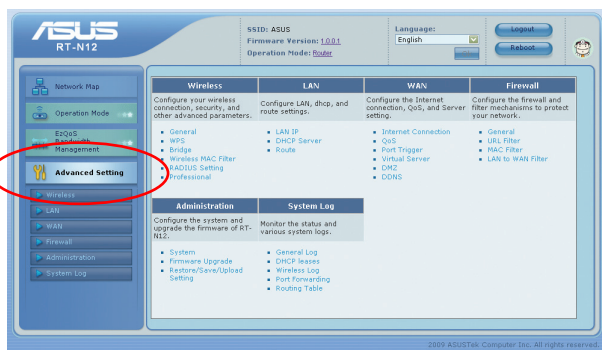 ASUS
RT-N12
SSID: ASUS
Firmware Version: 1.0.0.1
Operation Mode: Router
Language:
English
Logout
Reboot
Network Map
Operation Mode
EzQoS
Bandwidth
Management
Advanced Setting
Wireless
LAN
WAN
Firewall
Administration
System Log
Wireless
Configure your wireless
connection, security, and
other advanced parameters.
General
WPS
Bridge
Wireless MAC Filter
RADIUS Setting
Professional
LAN
Configure LAN, dhcp, and
route settings.
LAN IP
DHCP Server
Route
WAN
Configure the Internet
connection, QoS, and Server
setting.
Internet Connection
QoS
Port Trigger
Virtual Server
DMZ
DDNS
Firewall
Configure the firewall and
filter mechanisms to protect
your network.
General
URL Filter
MAC Filter
LAN to WAN Filter
Administration
Configure the system and
upgrade the firmware of RT-
N12.
System
Firmware Upgrade
Restore/Save/Upload
Setting
System Log
Monitor the status and
various system logs.
General Log
DHCP leases
Wireless Log
Port Forwarding
Routing Table
2009 ASUSTek Computer Inc. All rights reserved.